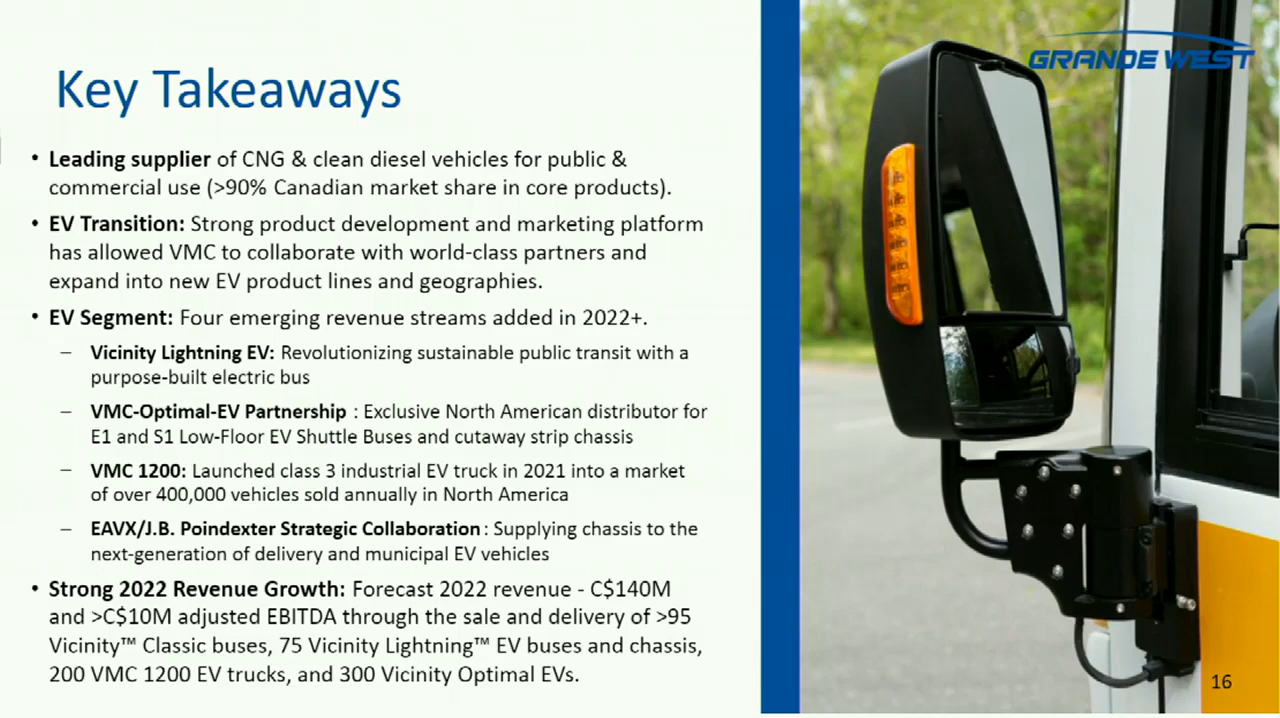 GRANDE WEST
Key Takeaways
• Leading supplier of CNG & clean diesel vehicles for public &
commercial use (>90% Canadian market share in core products).
• EV Transition: Strong product development and marketing platform
has allowed VMC to collaborate with world-class partners and
expand into new EV product lines and geographies.
• EV Segment: Four emerging revenue streams added in 2022+.
– Vicinity Lightning EV: Revolutionizing sustainable public transit with a
purpose-built electric bus
– VMC-Optimal-EV Partnership : Exclusive North American distributor for
E1 and S1 Low-Floor EV Shuttle Buses and cutaway strip chassis
– VMC 1200: Launched class 3 industrial EV truck in 2021 into a market
of over 400,000 vehicles sold annually in North America
– EAVX/J.B. Poindexter Strategic Collaboration : Supplying chassis to the
next-generation of delivery and municipal EV vehicles
• Strong 2022 Revenue Growth: Forecast 2022 revenue - C$140M
and >C$10M adjusted EBITDA through the sale and delivery of >95
Vicinity™ Classic buses, 75 Vicinity Lightning™ EV buses and chassis,
200 VMC 1200 EV trucks, and 300 Vicinity Optimal EVs.
16